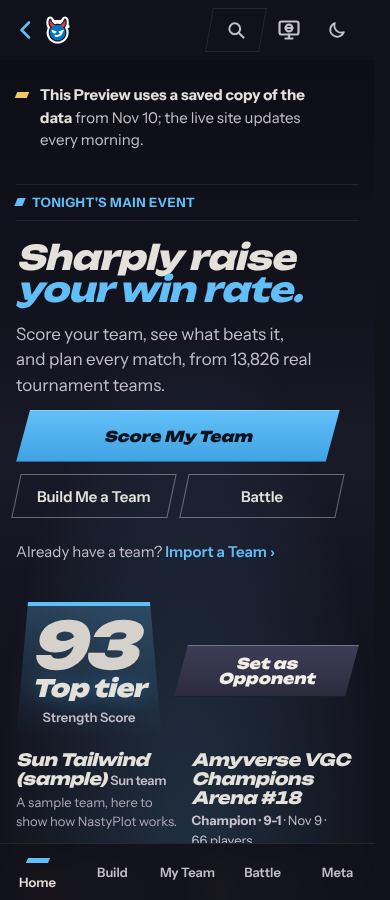 This Preview uses a saved copy of the
data from Nov 10; the live site updates
every morning.
TONIGHT'S MAIN EVENT
Sharply raise
your win rate.
Score your team, see what beats it,
and plan every match, from 13,826 real
tournament teams.
Score My Team
Build Me a Team
Battle
Already have a team? Import a Team ›
93
Top tier
Strength Score
Set as
Opponent
Sun Tailwind
(sample) Sun team
A sample team, here to
show how NastyPlot works.
Amyverse VGC
Champions
Arena #18
Champion · 9-1 · Nov 9 ·
66 players
Home
Build
My Team
Battle
Meta